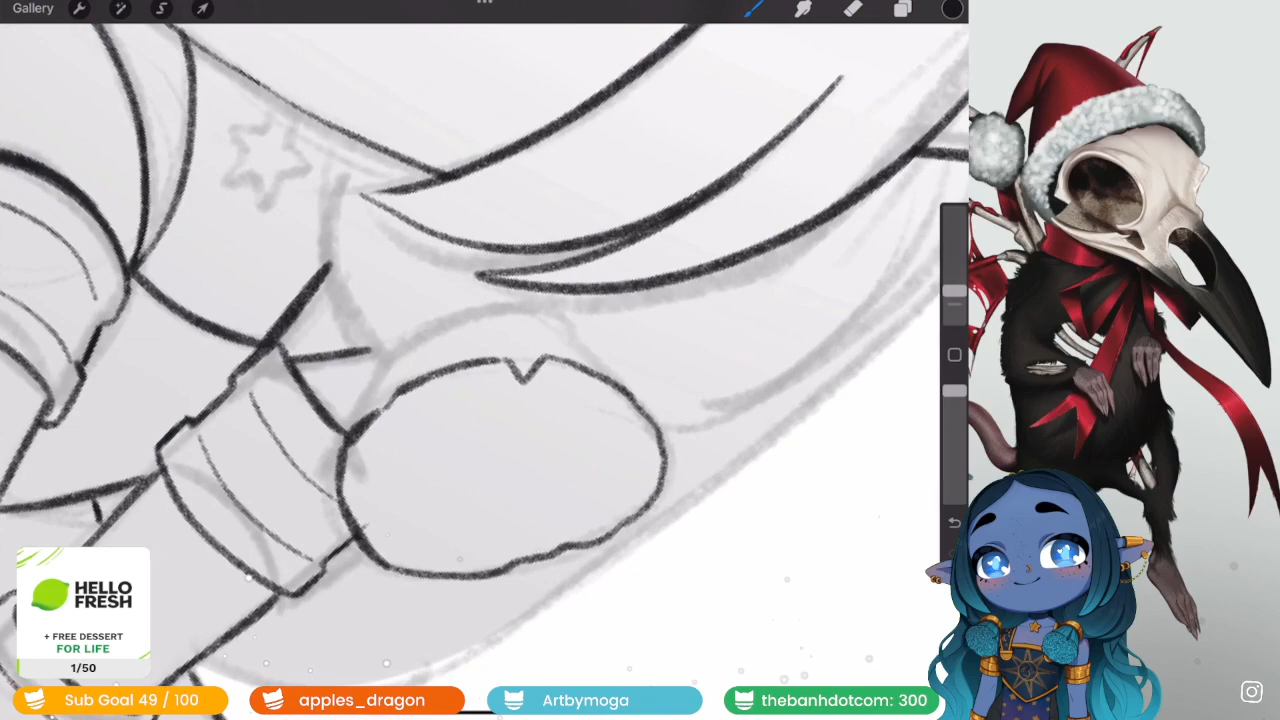 Gallery
HELLO
FRESH
+ FREE DESSERT
FOR LIFE
1/50
Sub Goal 49 / 100
apples_dragon
Artbymoga
thebanhdotcom: 300